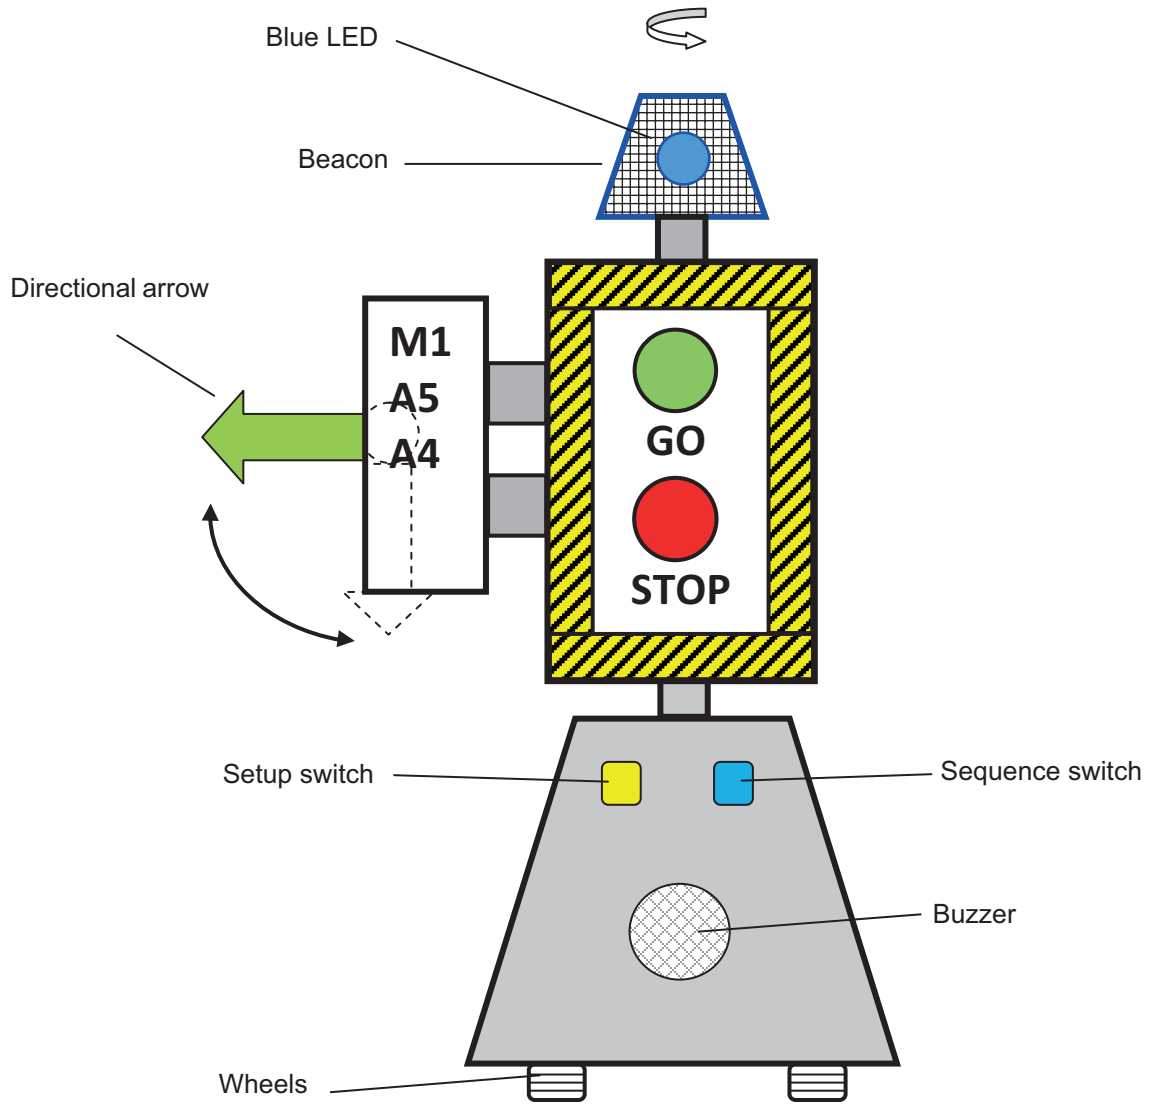 Blue LED
Beacon
Directional arrow
M1
A5
A4
GO
STOP
Setup switch
Sequence switch
Buzzer
Wheels